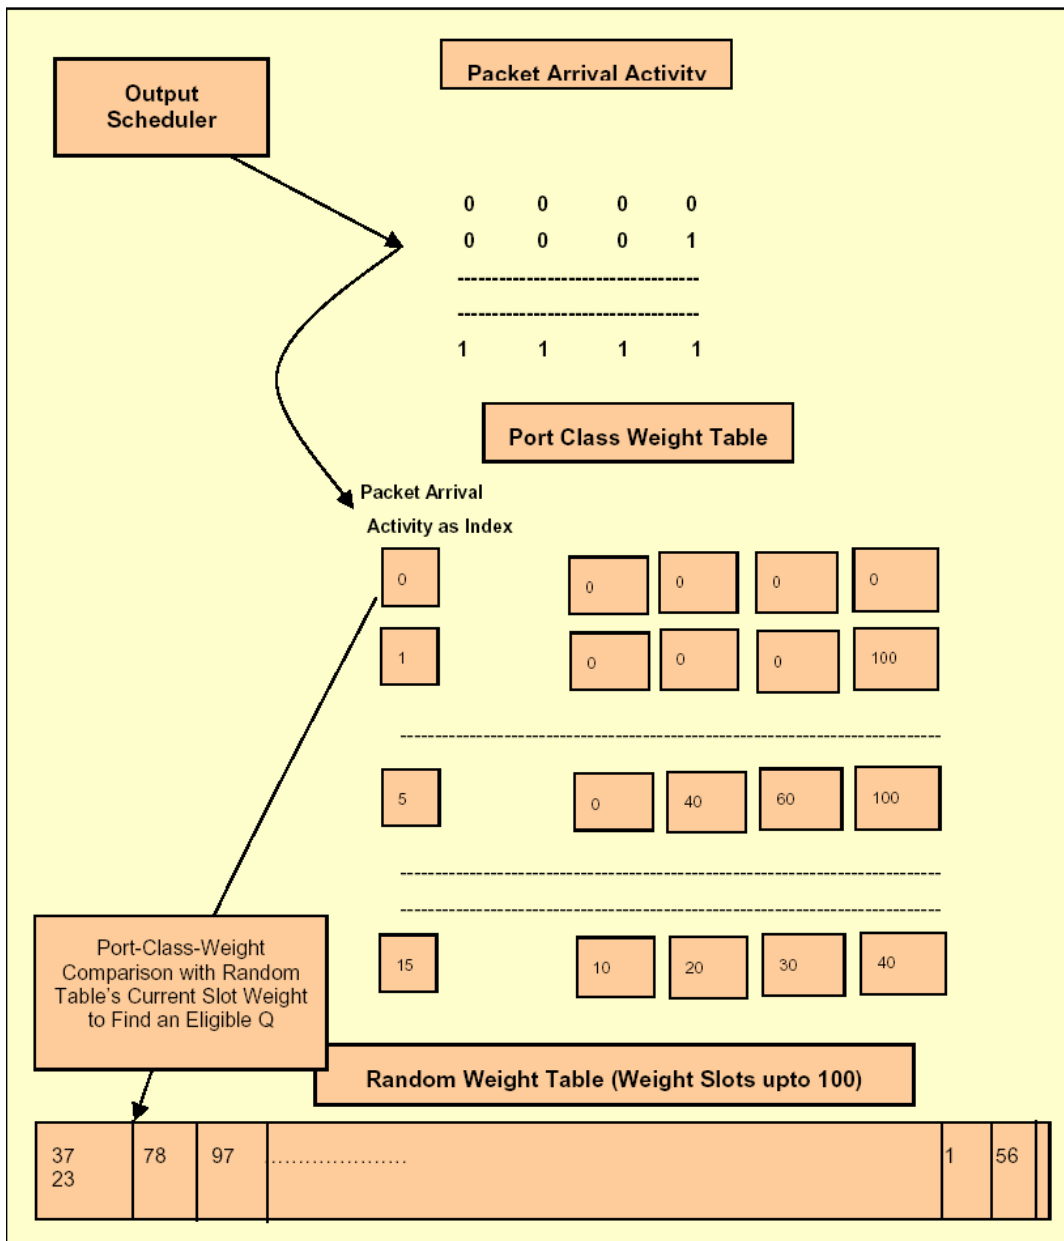 Packet Arrival Activity
Output
Scheduler
0 0 0 0
0 0 0 1
-----------------------------------
-----------------------------------
1 1 1 1
Port Class Weight Table
Packet Arrival
Activity as Index
0 0 0 0 0
1 0 0 0 100
------------------------------------------------------------------------------
5 0 40 60 100
------------------------------------------------------------------------------
------------------------------------------------------------------------------
15 10 20 30 40
Port-Class-Weight
Comparison with Random
Table's Current Slot Weight
to Find an Eligible Q
Random Weight Table (Weight Slots upto 100)
37 78 97 ..................... 1 56
23